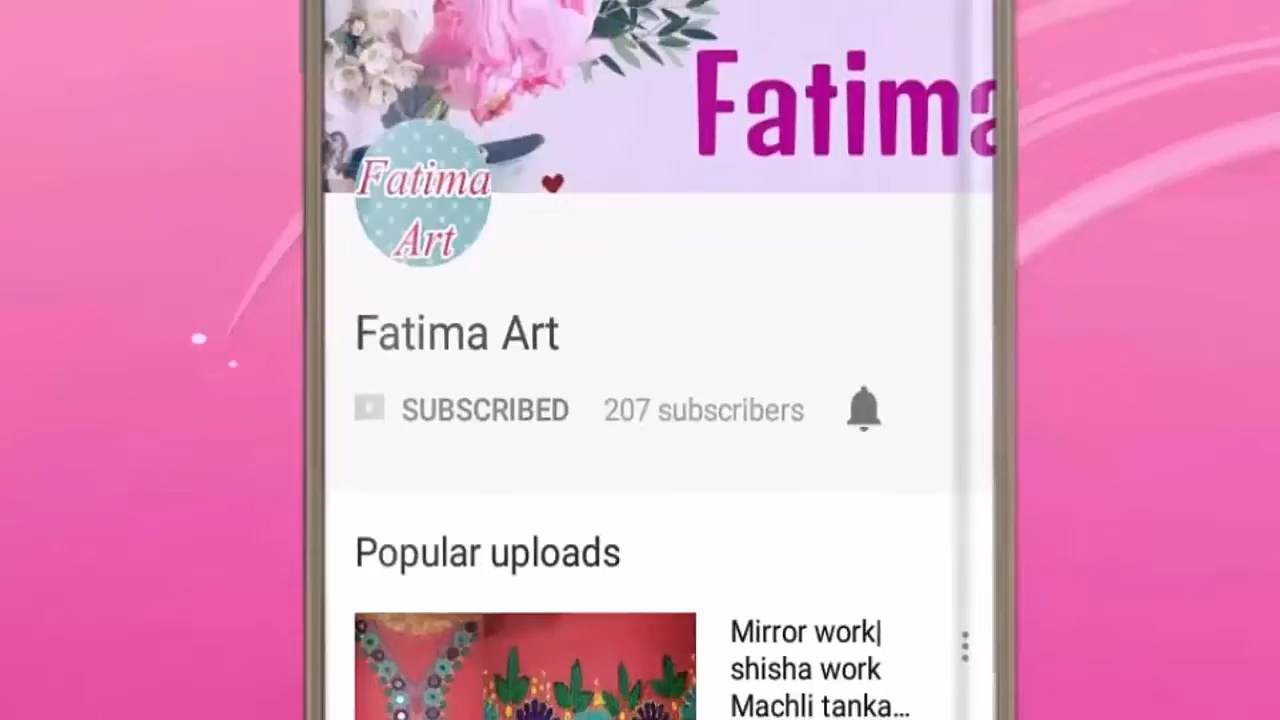 Fatima
Fatima
Art
Fatima Art
SUBSCRIBED 207 subscribers
Popular uploads
Mirror work|
shisha work
Machli tanka...